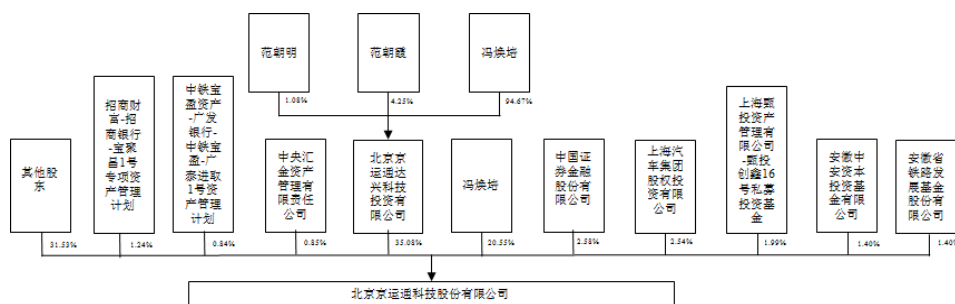 范朝明
范朝霞
冯焕培
1.08%
4.25%
94.67%
其他股
东
招商财
富-招
商银行
-宝聚
昌1号
专项资
产管理
计划
中铁宝
盈资产
-广发
银行-
中铁宝
盈-广
泰进取
1号资
产管理
计划
中央汇
金资产
管理有
限责任
公司
北京京
运通达
兴科技
投资有
限公司
冯焕培
中国证
券金融
股份有
限公司
上海汽
车集团
股权投
资有限
公司
上海甄
投资产
管理有
限公司
-甄投
创鑫16
号私募
投资基
金
安徽中
安资本
投资基
金有限
公司
安徽省
铁路发
展基金
股份有
限公司
31.53%
1.24%
0.84%
0.85%
35.08%
20.55%
2.58%
2.54%
1.99%
1.40%
1.40%
北京京运通科技股份有限公司